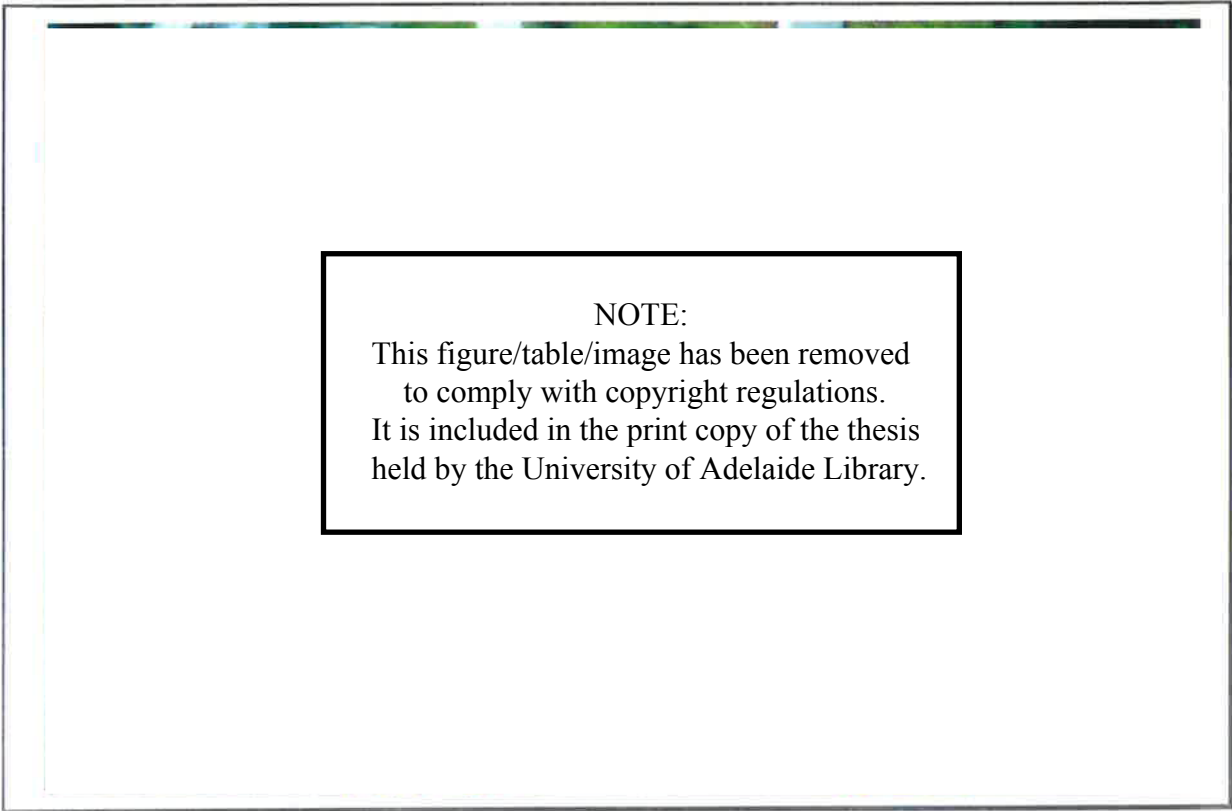 NOTE:
This figure/table/image has been removed
to comply with copyright regulations.
It is included in the print copy of the thesis
held by the University of Adelaide Library.